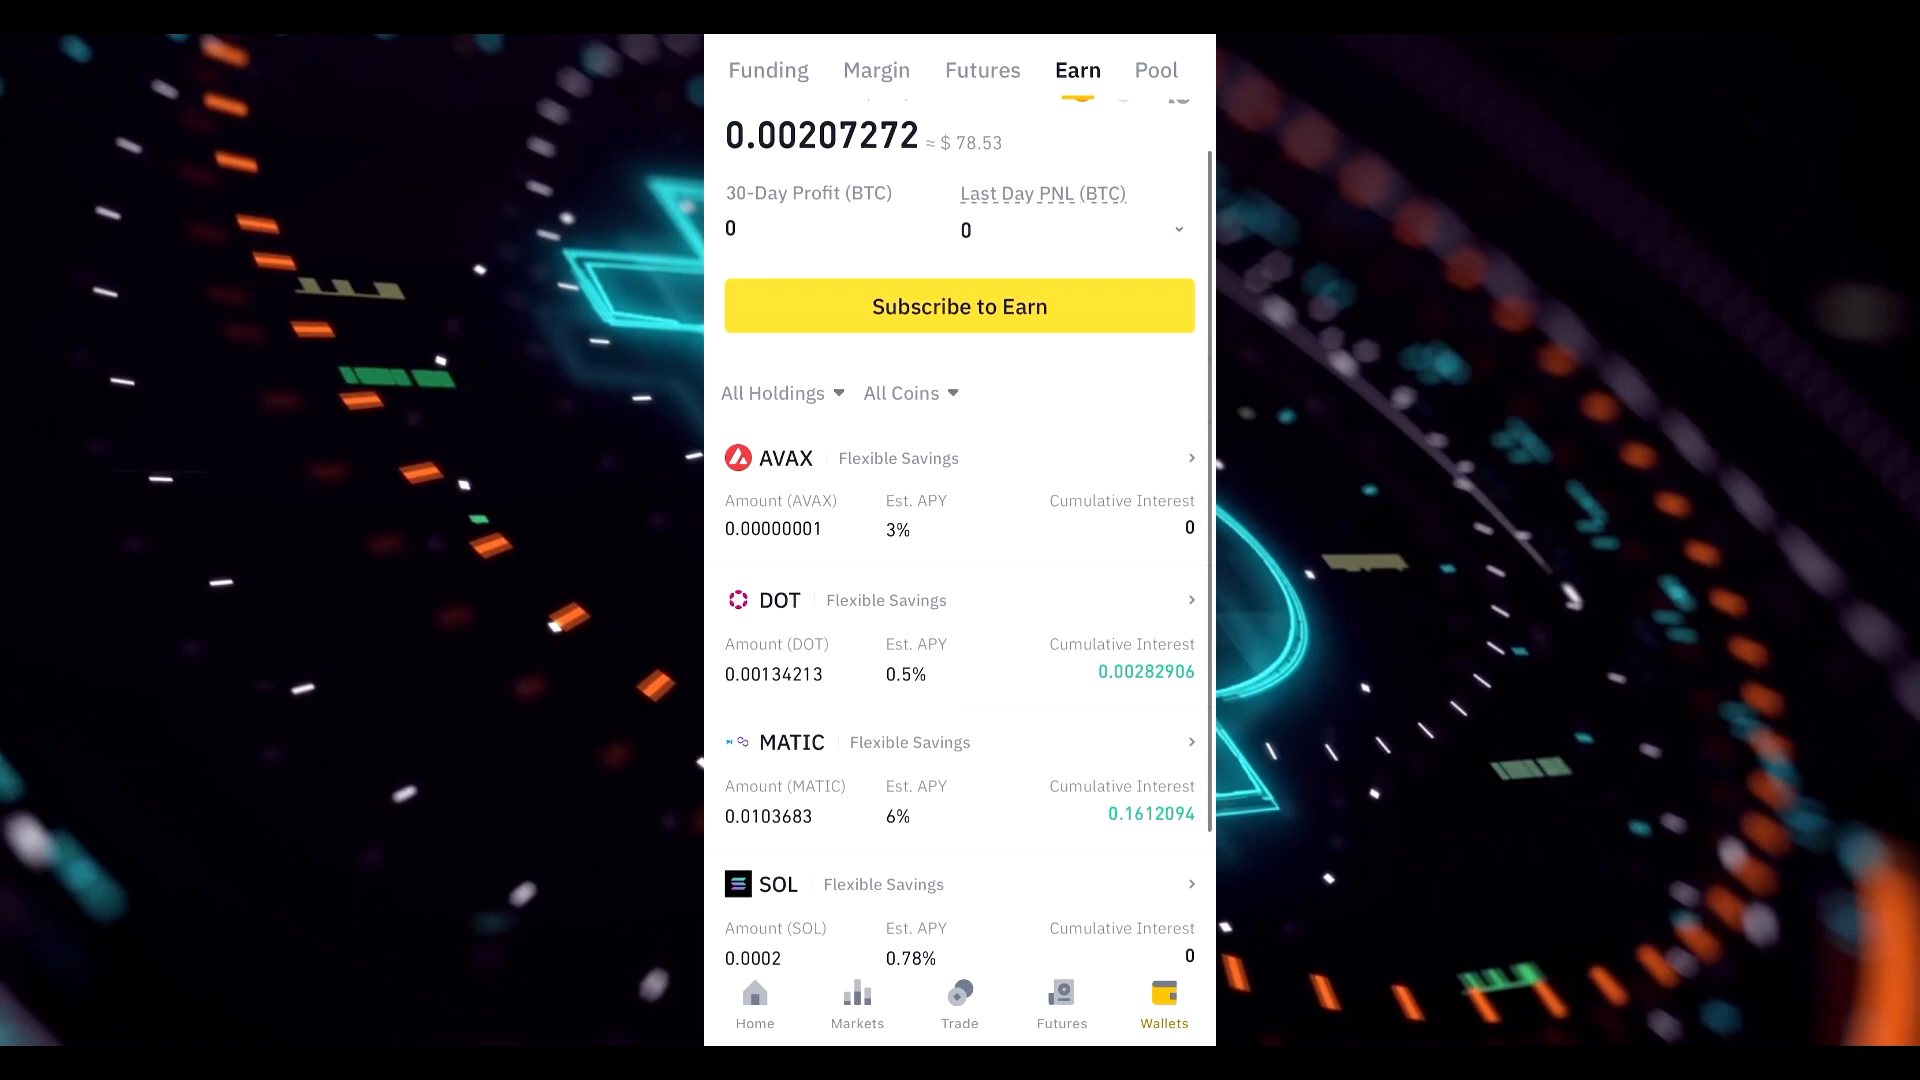 Funding Margin Futures Earn Pool
0.00207272 ≈ $ 78.53
30-Day Profit (BTC) Last Day PNL (BTC)
0 0
Subscribe to Earn
All Holdings All Coins
AVAX Flexible Savings
Amount (AVAX) Est. APY Cumulative Interest
0.00000001 3% 0
DOT Flexible Savings
Amount (DOT) Est. APY Cumulative Interest
0.00134213 0.5% 0.00282906
MATIC Flexible Savings
Amount (MATIC) Est. APY Cumulative Interest
0.0103683 6% 0.1612094
SOL Flexible Savings
Amount (SOL) Est. APY Cumulative Interest
0.0002 0.78% 0
Home Markets Trade Futures Wallets